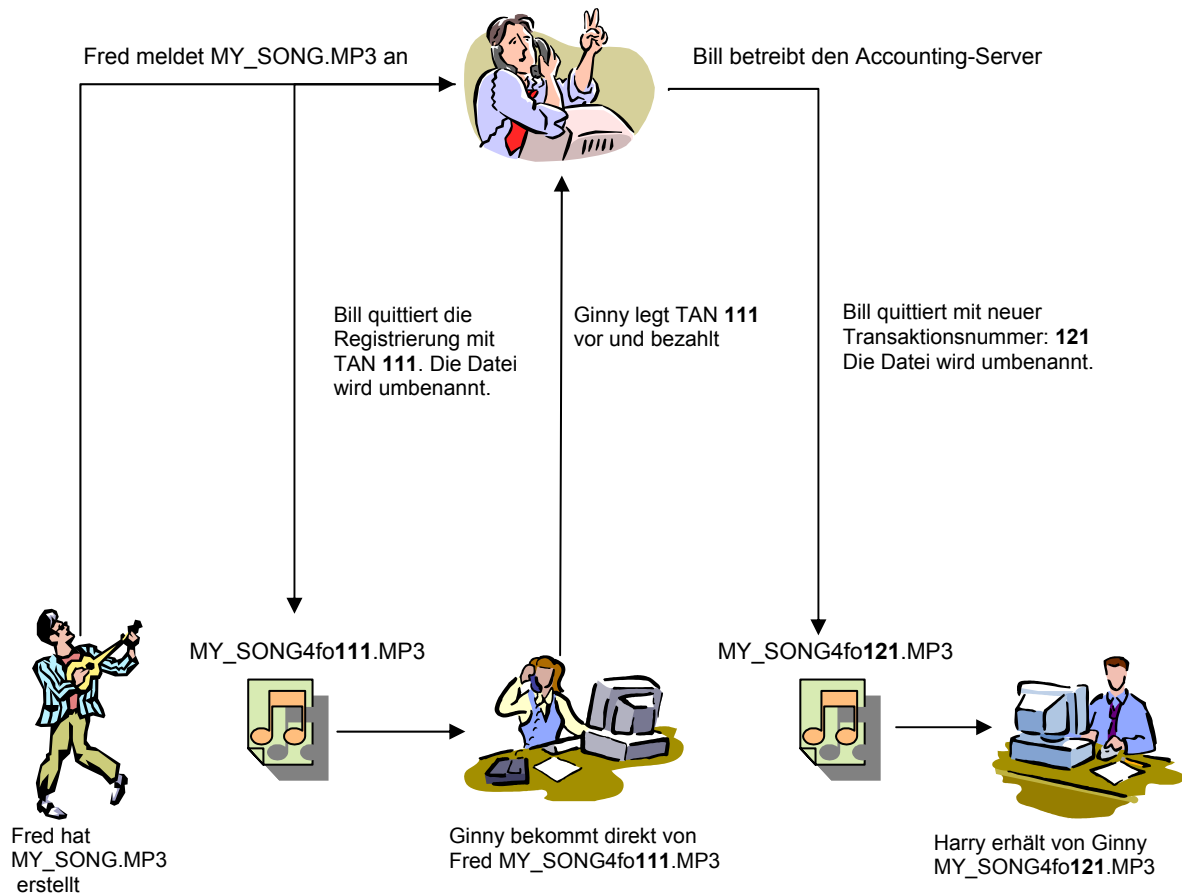 Fred meldet MY_SONG.MP3 an
Bill betreibt den Accounting-Server
Bill quittiert die
Registrierung mit
TAN 111. Die Datei
wird umbenannt.
Ginny legt TAN 111
vor und bezahlt
Bill quittiert mit neuer
Transaktionsnummer: 121
Die Datei wird umbenannt.
MY_SONG4fo111.MP3
MY_SONG4fo121.MP3
Fred hat
MY_SONG.MP3
erstellt
Ginny bekommt direkt von
Fred MY_SONG4fo111.MP3
Harry erhält von Ginny
MY_SONG4fo121.MP3